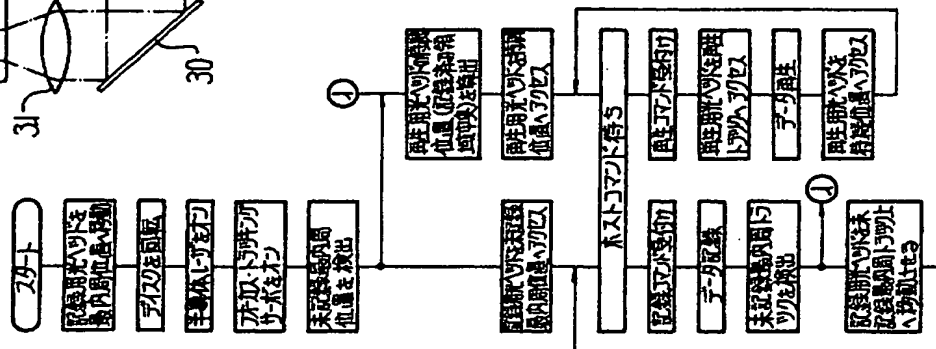 31
30
スタート
記録用光ヘッドを
最内周位置へ移動
ディスクを回転
半導体レーザをオン
フォーカス・トラッキング
サーボをオン
未記録最内周
位置を検出
記録用光ヘッドを未記録
最内周位置へアクセス
再生用光ヘッドの待機
位置(記録済み領
域中央)を算出
再生用光ヘッドを待機
位置へアクセス
ホストコマンド待ち
記録コマンド受付け
データ記録
未記録最内周トラ
ックを検出
記録用光ヘッドを未
記録最内周トラック上
へ移動させる
再生コマンド受付け
再生用光ヘッドを再生
トラックへアクセス
データ再生
再生用光ヘッドを
待機位置へアクセス